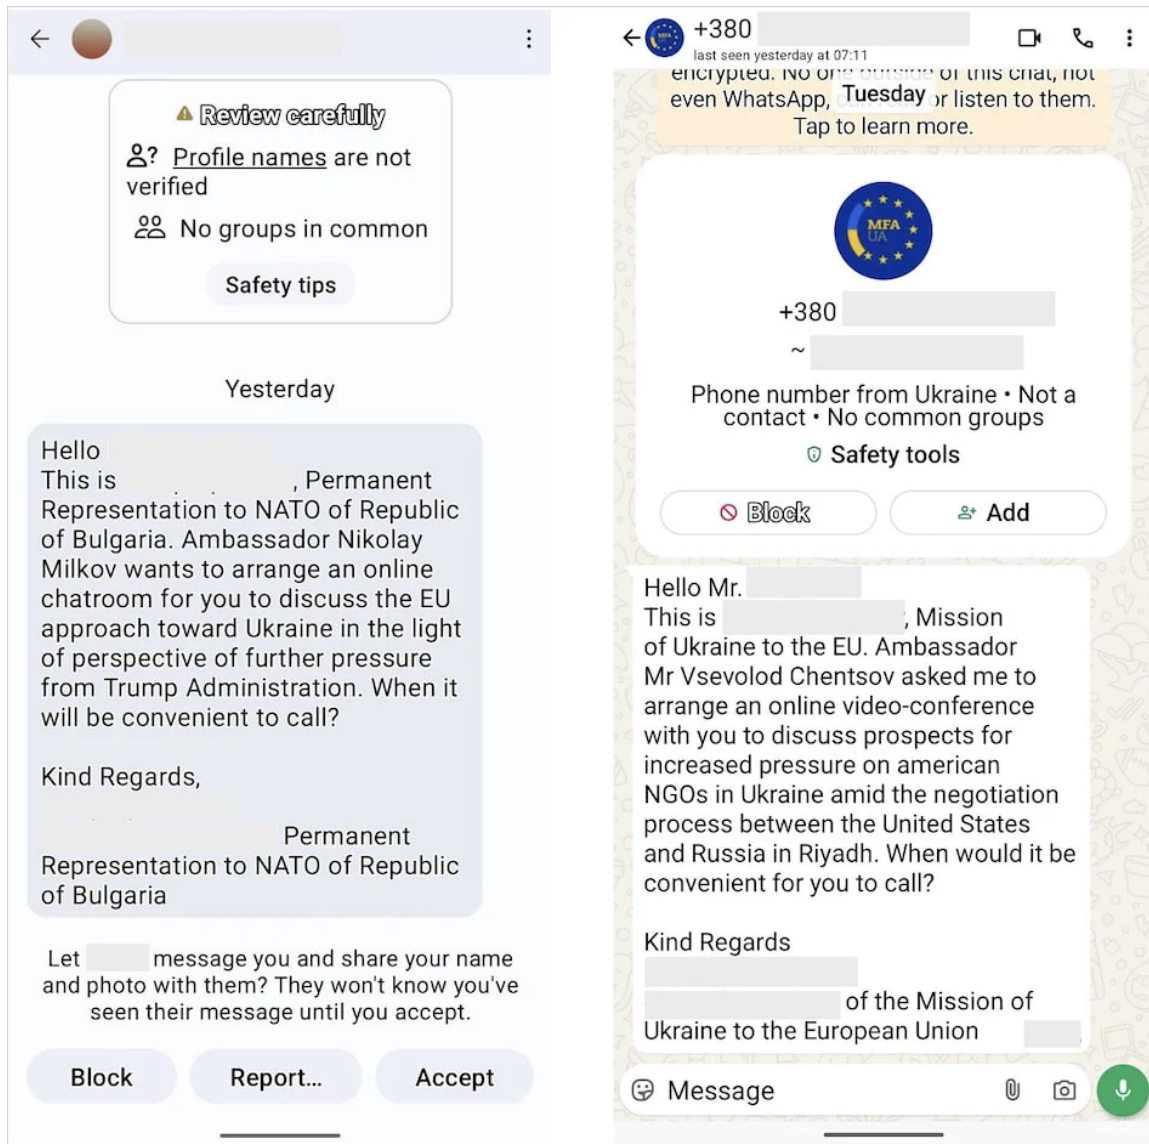 Review carefully
Profile names are not
verified
No groups in common
Safety tips
Yesterday
Hello
This is , Permanent
Representation to NATO of Republic
of Bulgaria. Ambassador Nikolay
Milkov wants to arrange an online
chatroom for you to discuss the EU
approach toward Ukraine in the light
of perspective of further pressure
from Trump Administration. When it
will be convenient to call?
Kind Regards,
Permanent
Representation to NATO of Republic
of Bulgaria
Let message you and share your name
and photo with them? They won't know you've
seen their message until you accept.
Block
Report...
Accept
+380
last seen yesterday at 07:11
encrypted. No one outside of this chat, not
even WhatsApp, or listen to them.
Tuesday
Tap to learn more.
MFA
UA
+380
~
Phone number from Ukraine • Not a
contact • No common groups
Safety tools
Block
Add
Hello Mr.
This is , Mission
of Ukraine to the EU. Ambassador
Mr Vsevolod Chentsov asked me to
arrange an online video-conference
with you to discuss prospects for
increased pressure on american
NGOs in Ukraine amid the negotiation
process between the United States
and Russia in Riyadh. When would it be
convenient for you to call?
Kind Regards
of the Mission of
Ukraine to the European Union
Message